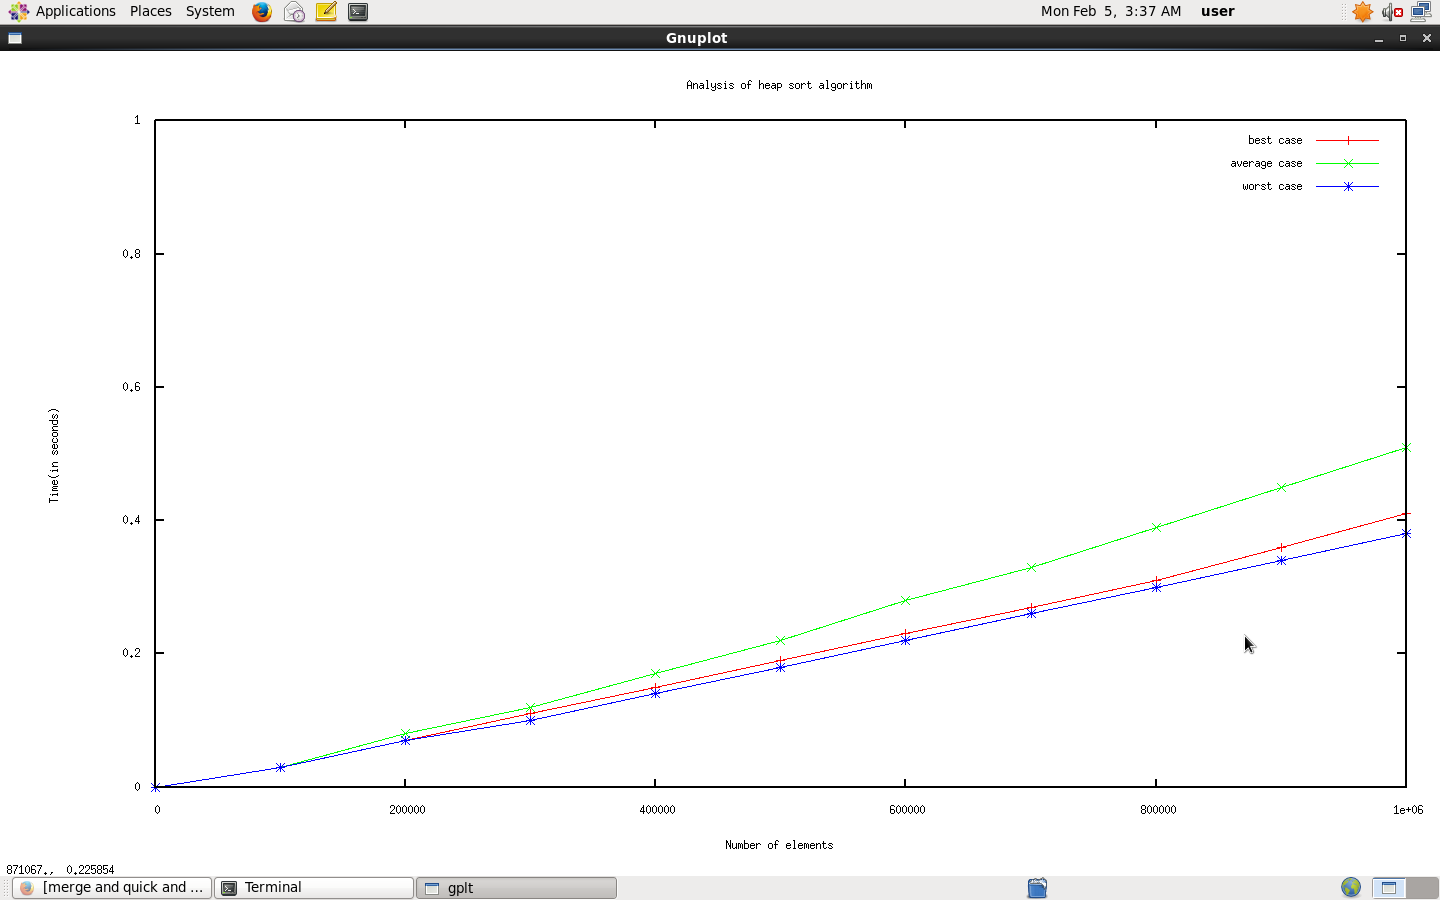 Applications Places System Mon Feb 5, 3:37 AM user
Gnuplot
Analysis of heap sort algorithm
best case
average case
worst case
1
0.8
0.6
0.4
0.2
0
Time(in seconds)
0 200000 400000 600000 800000 1e+06
Number of elements
871067., 0.225854
[merge and quick and ... Terminal gplt